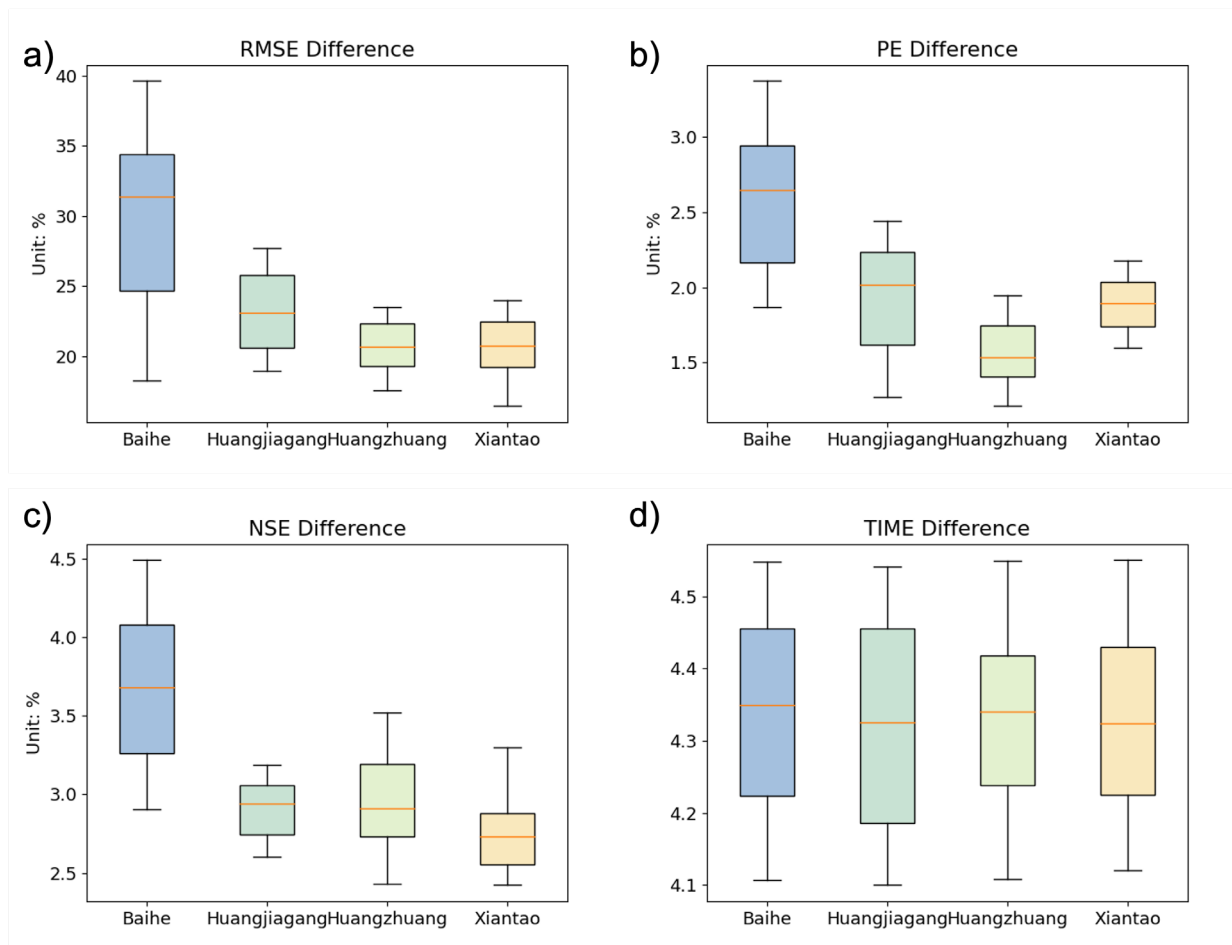 a)
RMSE Difference
Unit: %
40
35
30
25
20
Baihe Huangjiagang Huangzhuang Xiantao
b)
PE Difference
Unit: %
3.0
2.5
2.0
1.5
Baihe Huangjiagang Huangzhuang Xiantao
c)
NSE Difference
Unit: %
4.5
4.0
3.5
3.0
2.5
Baihe Huangjiagang Huangzhuang Xiantao
d)
TIME Difference
4.5
4.4
4.3
4.2
4.1
Baihe Huangjiagang Huangzhuang Xiantao